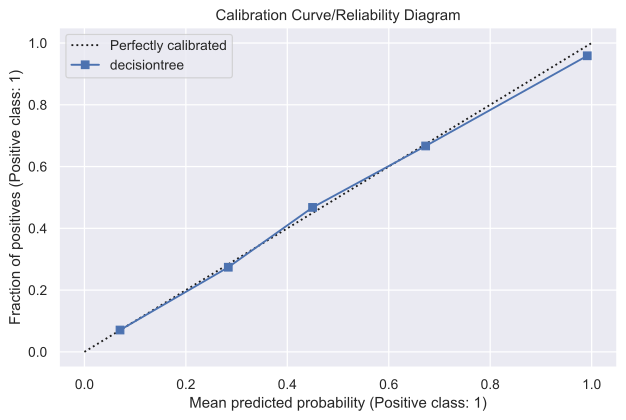 Calibration Curve/Reliability Diagram
Perfectly calibrated
decisiontree
Fraction of positives (Positive class: 1)
1.0
0.8
0.6
0.4
0.2
0.0
0.0 0.2 0.4 0.6 0.8 1.0
Mean predicted probability (Positive class: 1)